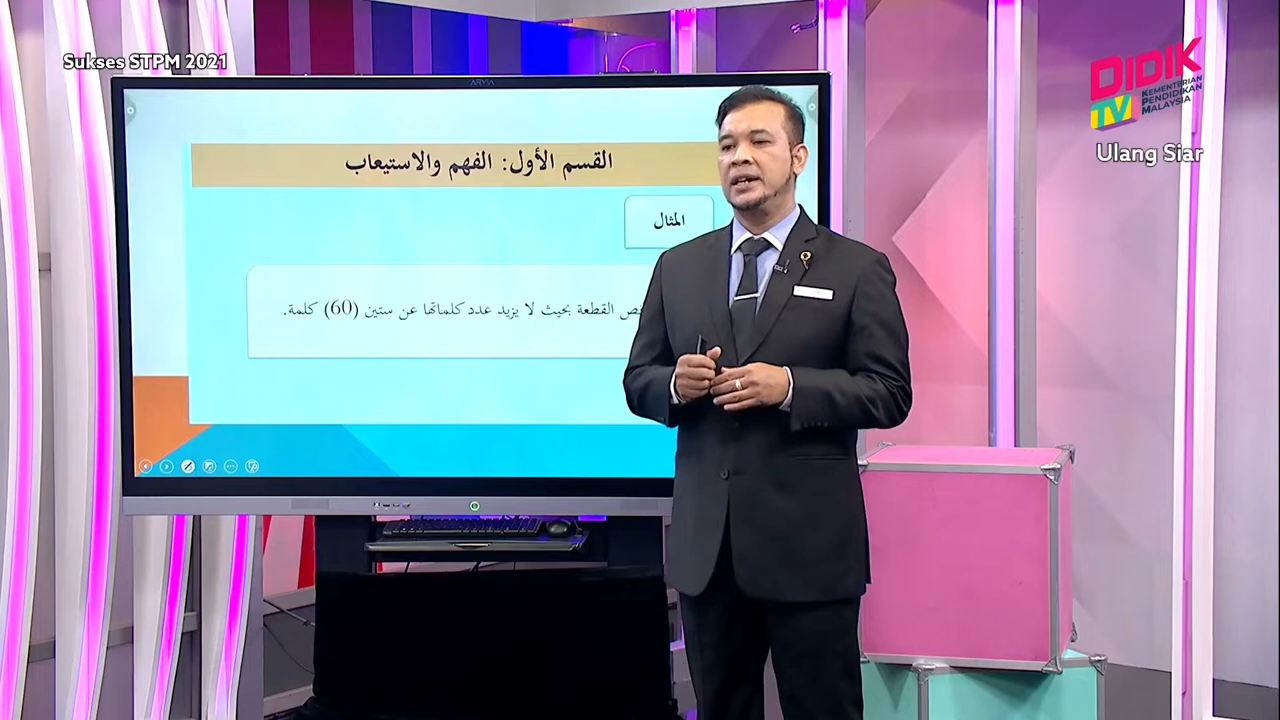 Sukses STPM 2021
ARVIA
القسم الأول: الفهم والاستيعاب
المثال
القطعة بحيث لا يزيد عدد كلماتها عن ستين (60) كلمة.
DIDIK
TV
KEMENTERIAN
PENDIDIKAN
MALAYSIA
Ulang Siar